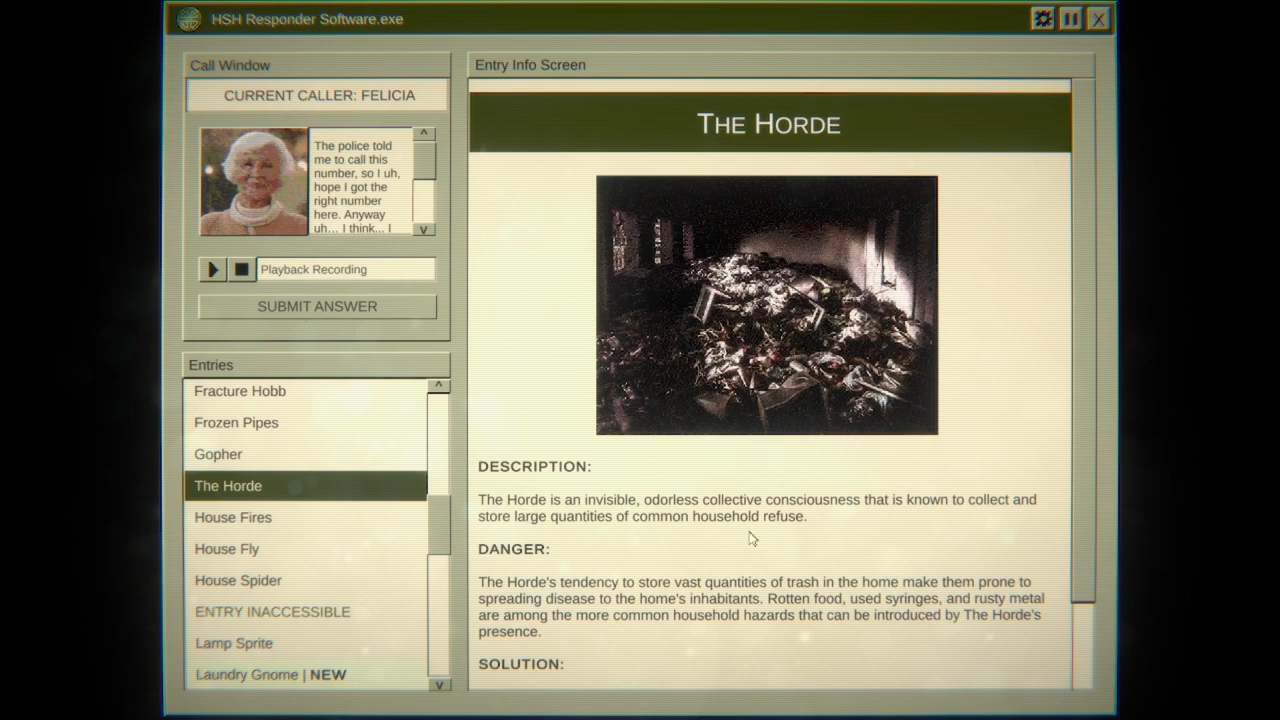 HSH Responder Software.exe
Call Window
CURRENT CALLER: FELICIA
The police told
me to call this
number, so I uh,
hope I got the
right number
here. Anyway
uh... I think... I
Playback Recording
SUBMIT ANSWER
Entries
Fracture Hobb
Frozen Pipes
Gopher
The Horde
House Fires
House Fly
House Spider
ENTRY INACCESSIBLE
Lamp Sprite
Laundry Gnome | NEW
Entry Info Screen
THE HORDE
DESCRIPTION:
The Horde is an invisible, odorless collective consciousness that is known to collect and
store large quantities of common household refuse.
DANGER:
The Horde's tendency to store vast quantities of trash in the home make them prone to
spreading disease to the home's inhabitants. Rotten food, used syringes, and rusty metal
are among the more common household hazards that can be introduced by The Horde's
presence.
SOLUTION: